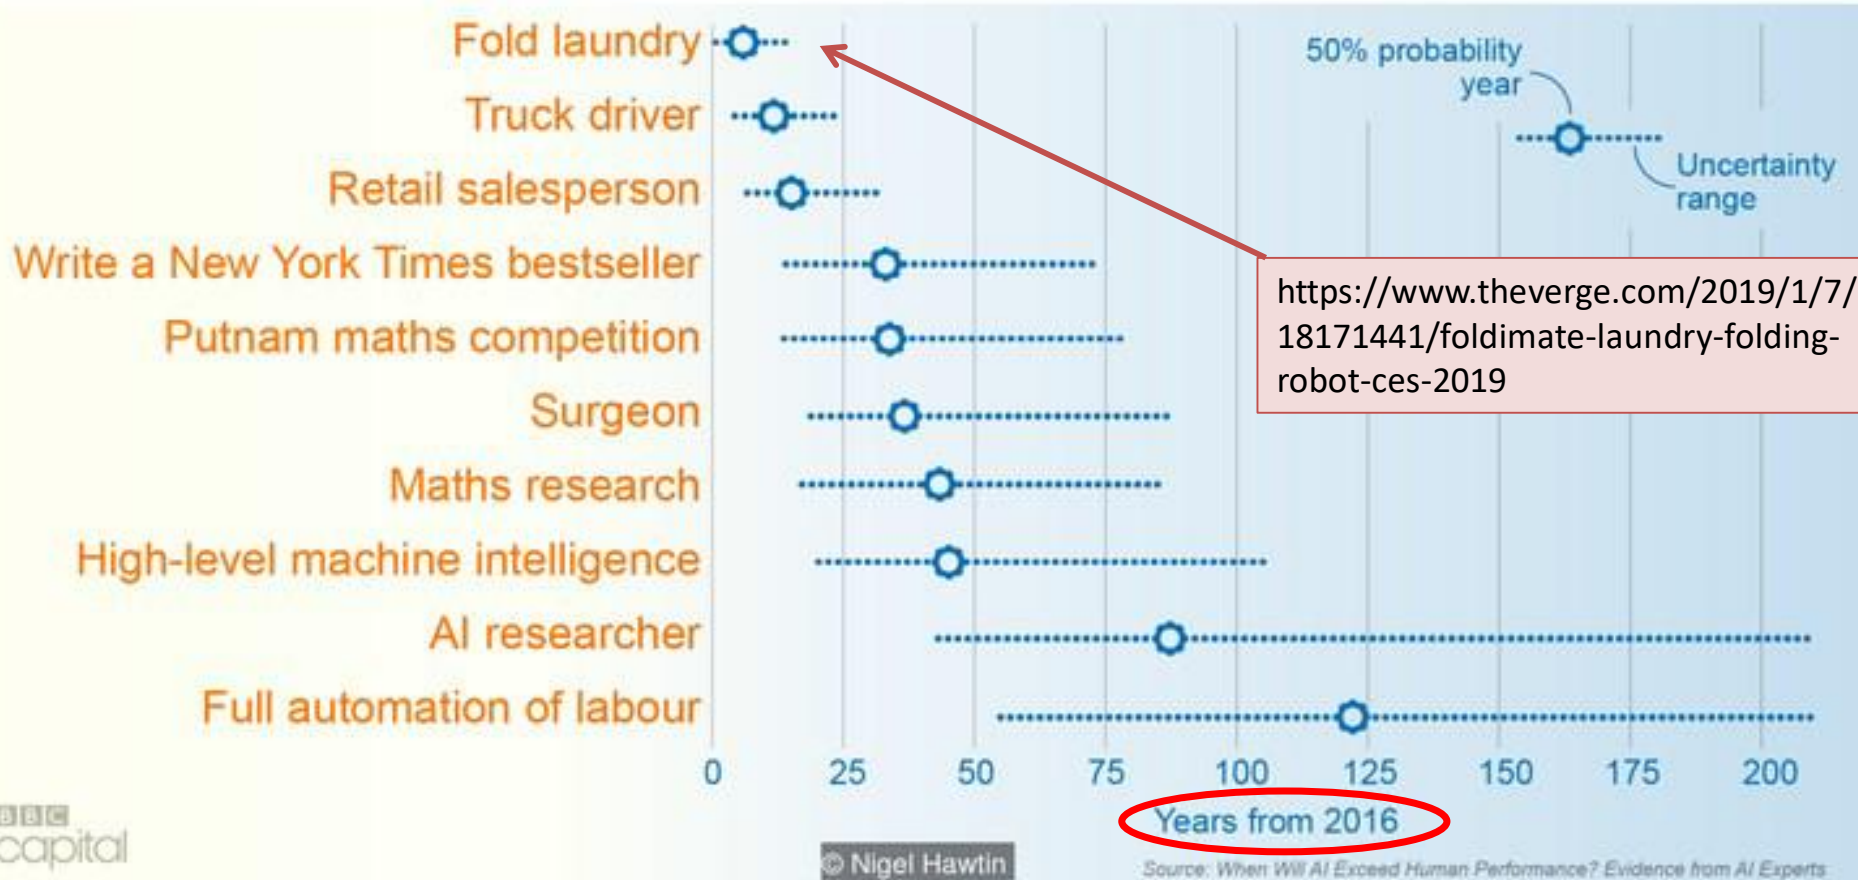 Fold laundry
Truck driver
Retail salesperson
Write a New York Times bestseller
Putnam maths competition
Surgeon
Maths research
High-level machine intelligence
AI researcher
Full automation of labour
50% probability
year
Uncertainty
range
https://www.theverge.com/2019/1/7/
18171441/foldimate-laundry-folding-
robot-ces-2019
0 25 50 75 100 125 150 175 200
Years from 2016
BBC
capital
© Nigel Hawtin
Source: When Will AI Exceed Human Performance? Evidence from AI Experts